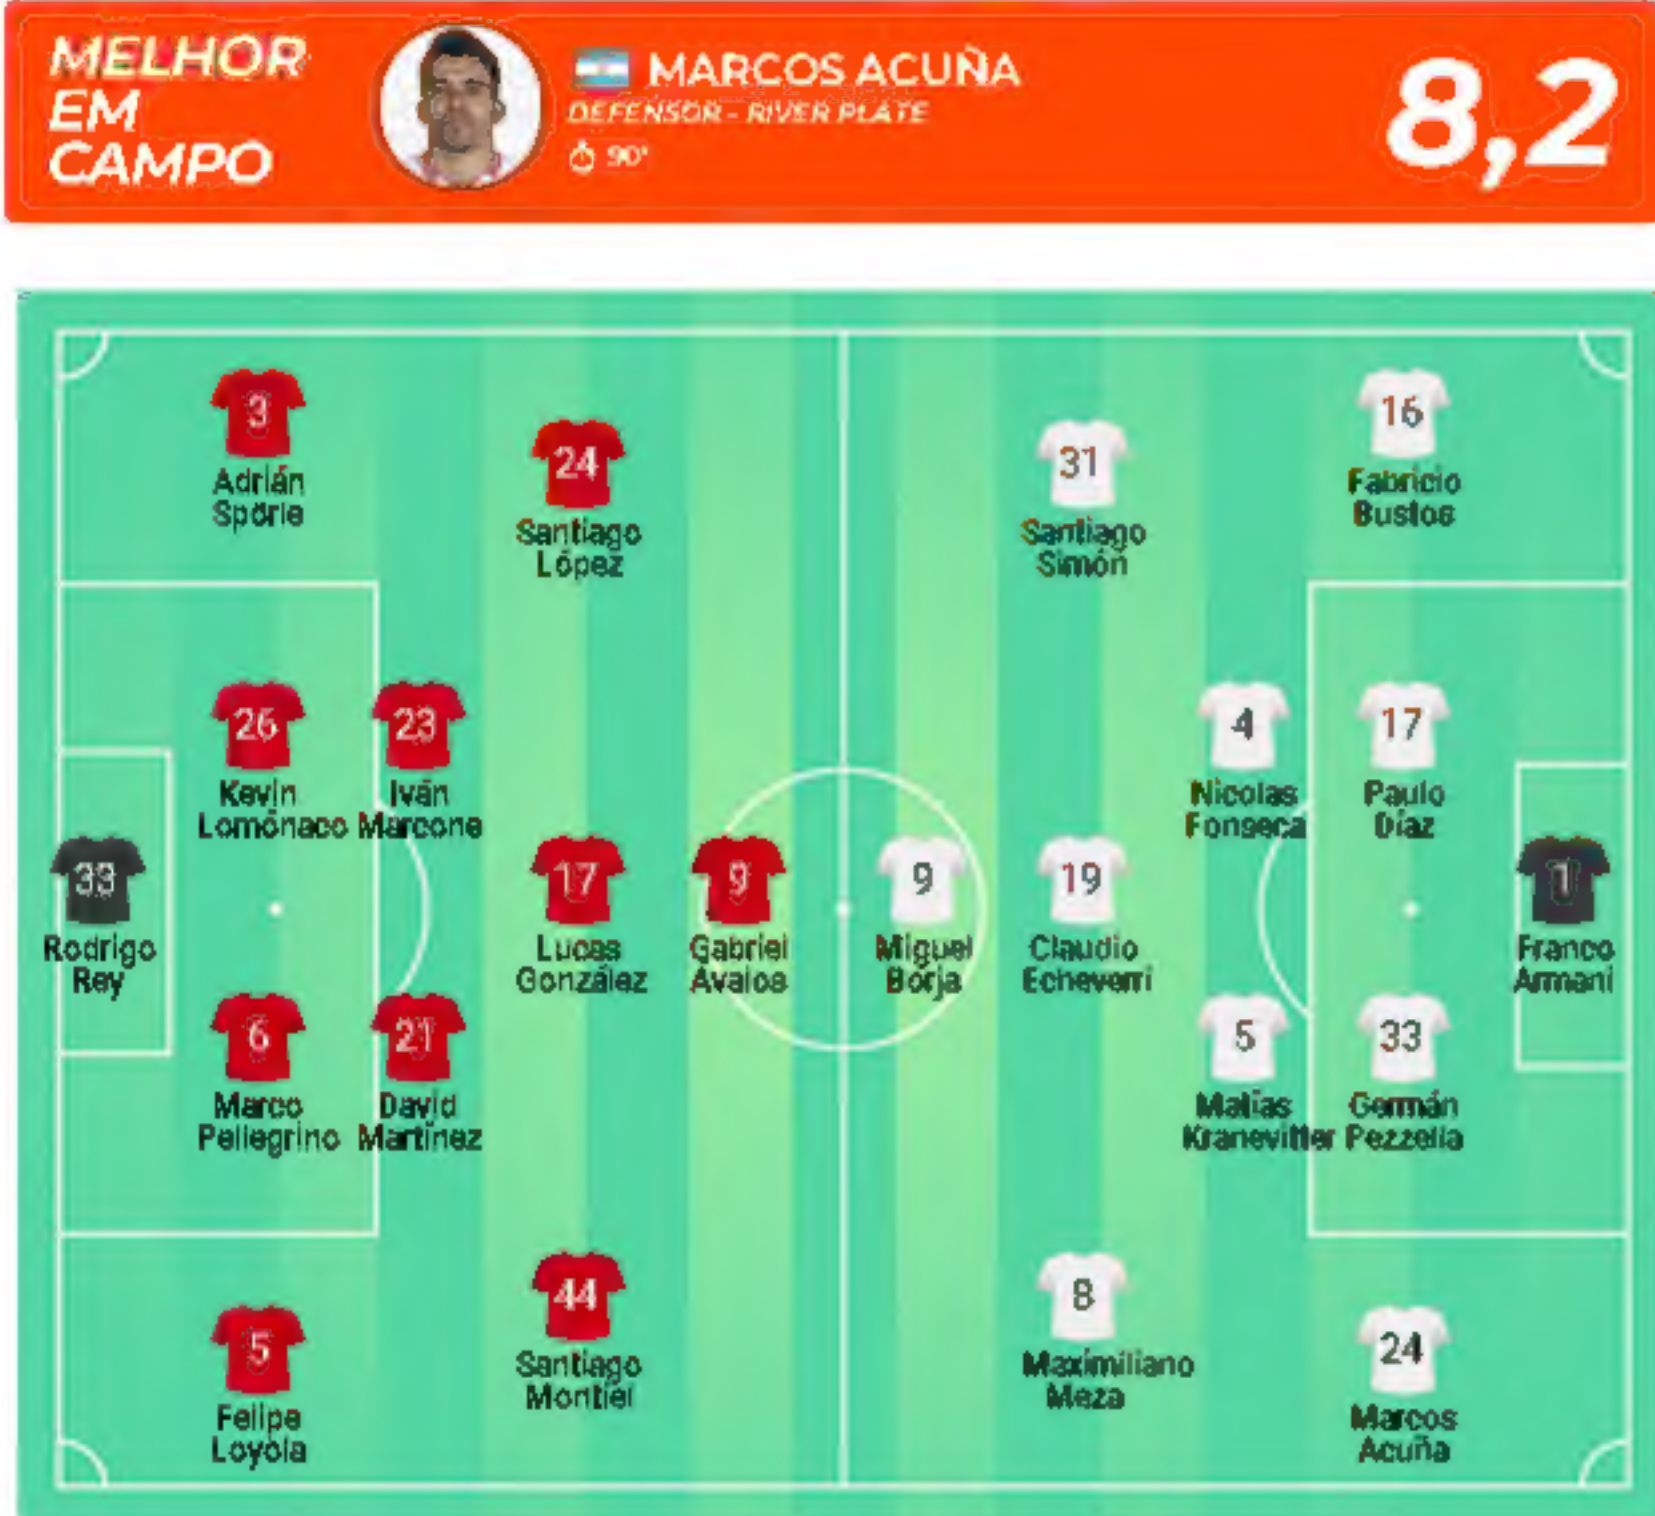 MELHOR
EM
CAMPO
MARCOS ACUÑA
DEFENSOR - RIVER PLATE
90'
8,2
3
Adrián
Spörle
24
Santiago
López
31
Santiago
Simón
16
Fabricio
Bustos
26
Kevin
Lomónaco
23
Iván
Marcone
4
Nicolas
Fonseca
17
Paulo
Díaz
33
Rodrigo
Rey
17
Lucas
González
9
Gabriel
Avalos
9
Miguel
Borja
19
Claudio
Echeverri
1
Franco
Armani
6
Marco
Pellegrino
21
David
Martínez
5
Matías
Kranevitter
33
Germán
Pezzella
5
Felipe
Loyola
44
Santiago
Montiel
8
Maximiliano
Meza
24
Marcos
Acuña